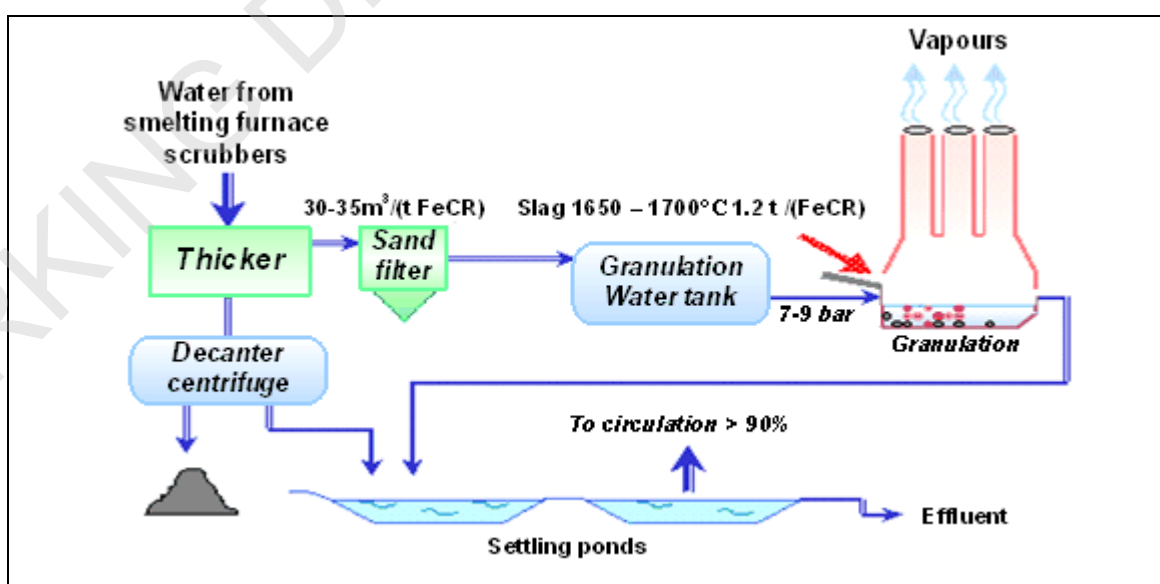 Vapours
Water from
smelting furnace
scrubbers
30-35m³/(t FeCR)
Slag 1650 – 1700°C 1.2 t /(FeCR)
Thicker
Sand
filter
Granulation
Water tank
7-9 bar
Granulation
Decanter
centrifuge
To circulation > 90%
Effluent
Settling ponds
RKING D